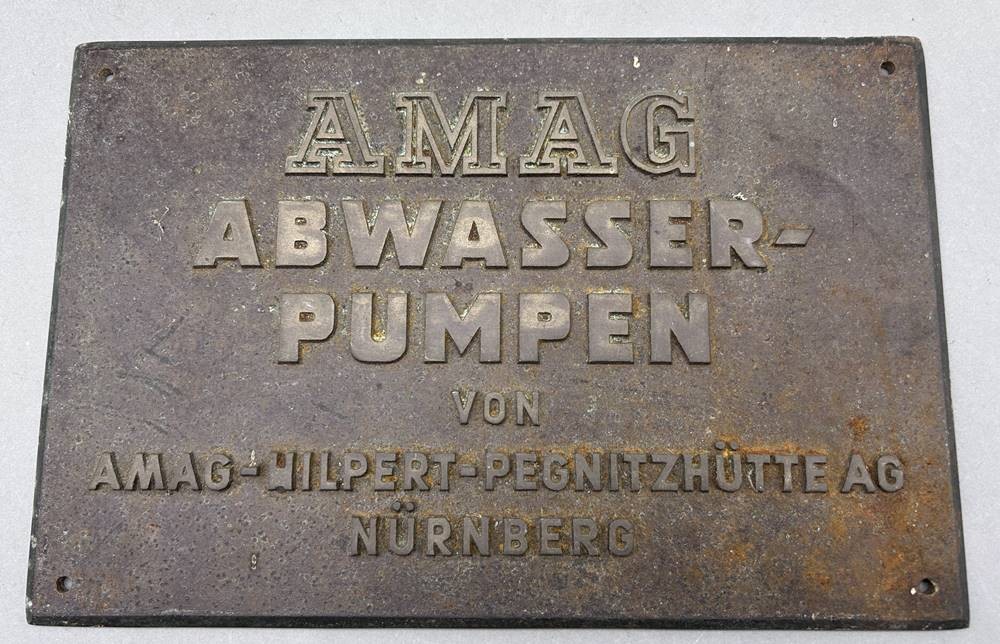 AMAG
ABWASSER-
PUMPEN
VON
AMAG-HILPERT-PEGNITZHÜTTE AG
NÜRNBERG